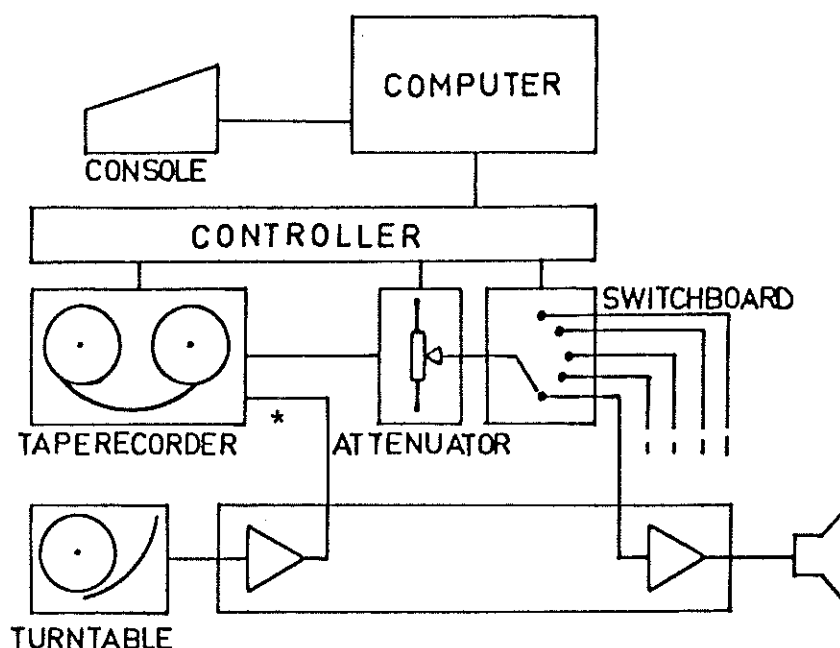 COMPUTER
CONSOLE
CONTROLLER
SWITCHBOARD
*
TAPERECORDER
ATTENUATOR
TURNTABLE